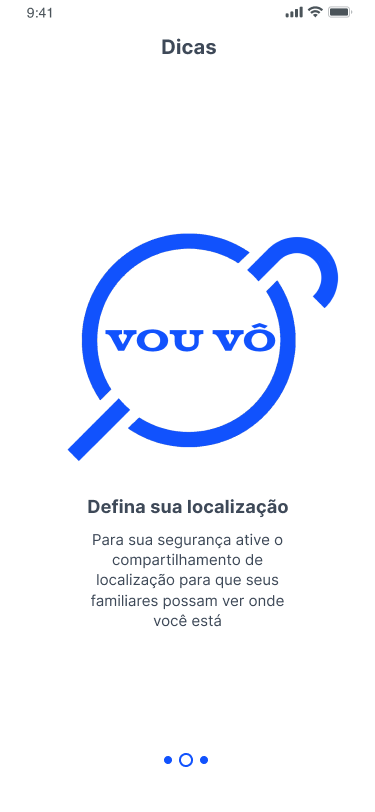 9:41
Dicas
VOU VÔ
Defina sua localização
Para sua segurança ative o
compartilhamento de
localização para que seus
familiares possam ver onde
você está